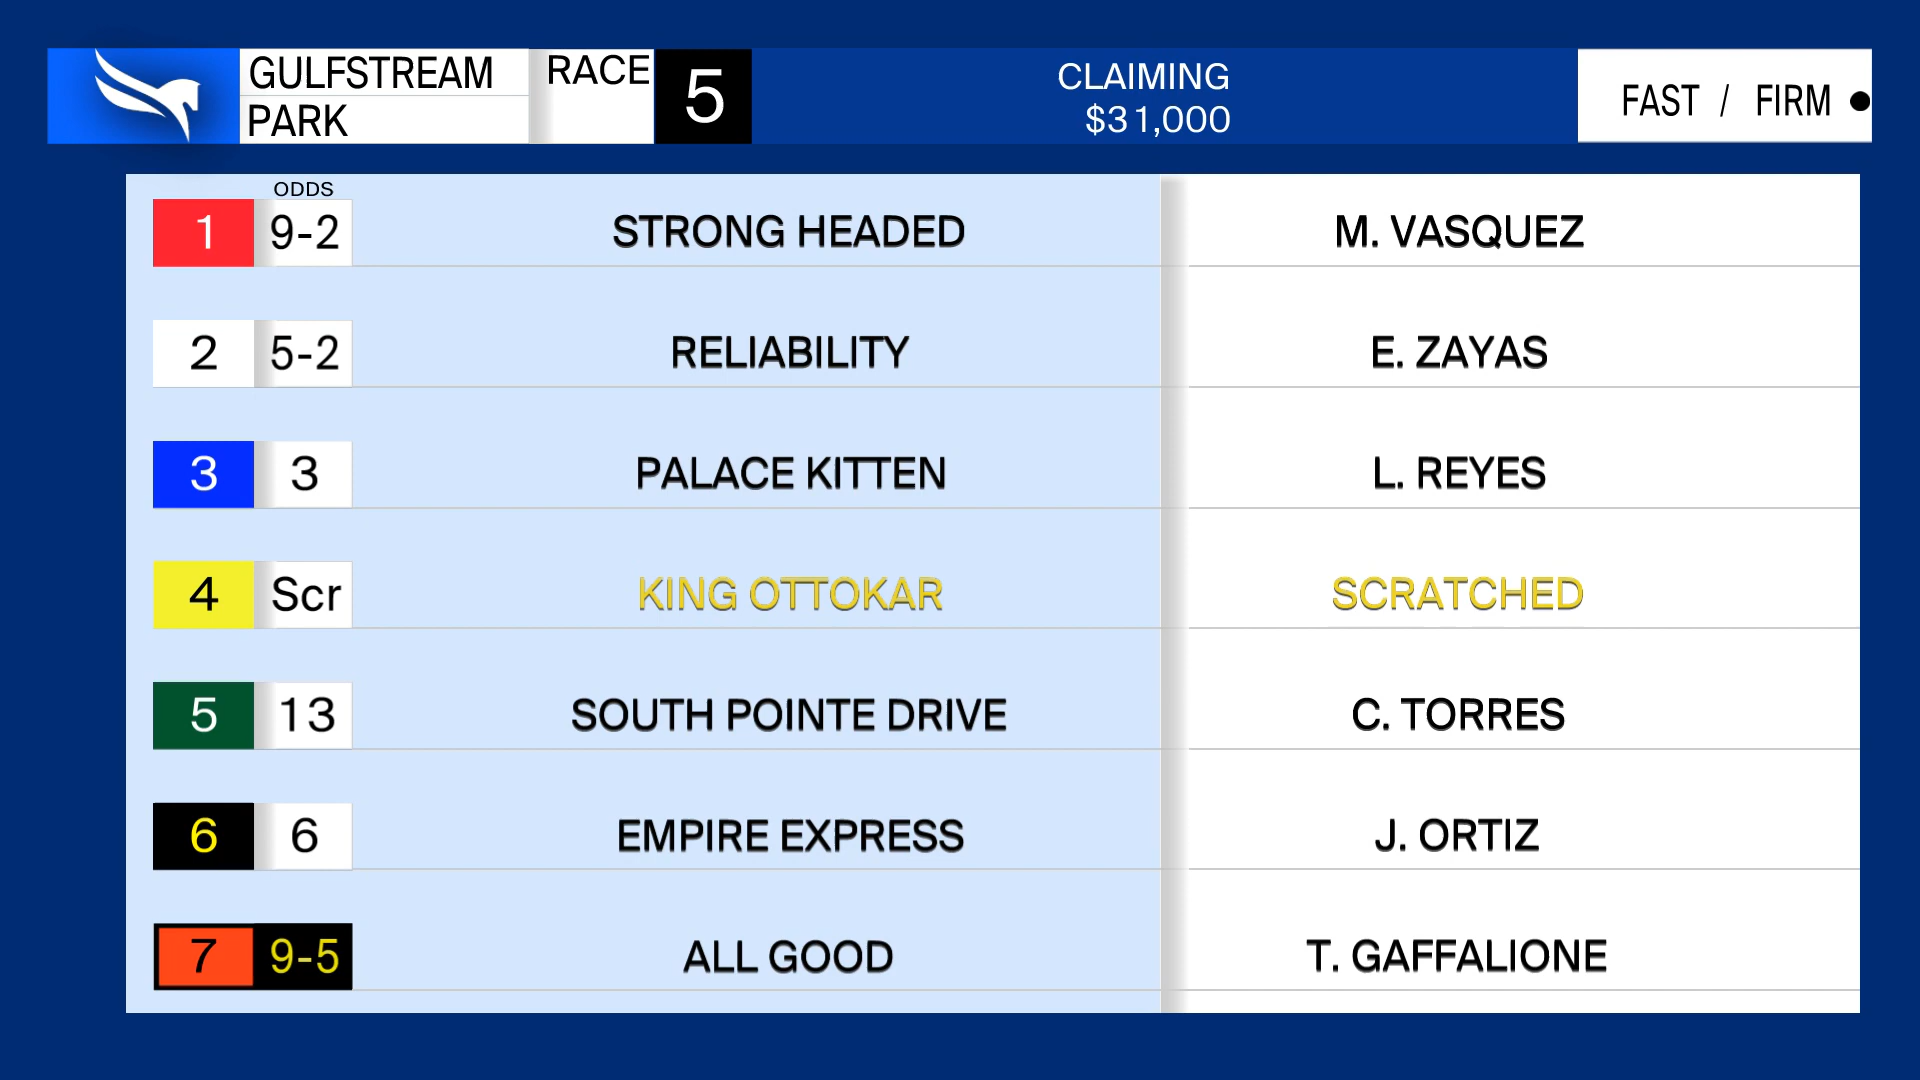 GULFSTREAM PARK
RACE 5
CLAIMING
$31,000
FAST / FIRM
ODDS
1 9-2 STRONG HEADED M. VASQUEZ
2 5-2 RELIABILITY E. ZAYAS
3 3 PALACE KITTEN L. REYES
4 Scr KING OTTOKAR SCRATCHED
5 13 SOUTH POINTE DRIVE C. TORRES
6 6 EMPIRE EXPRESS J. ORTIZ
7 9-5 ALL GOOD T. GAFFALIONE